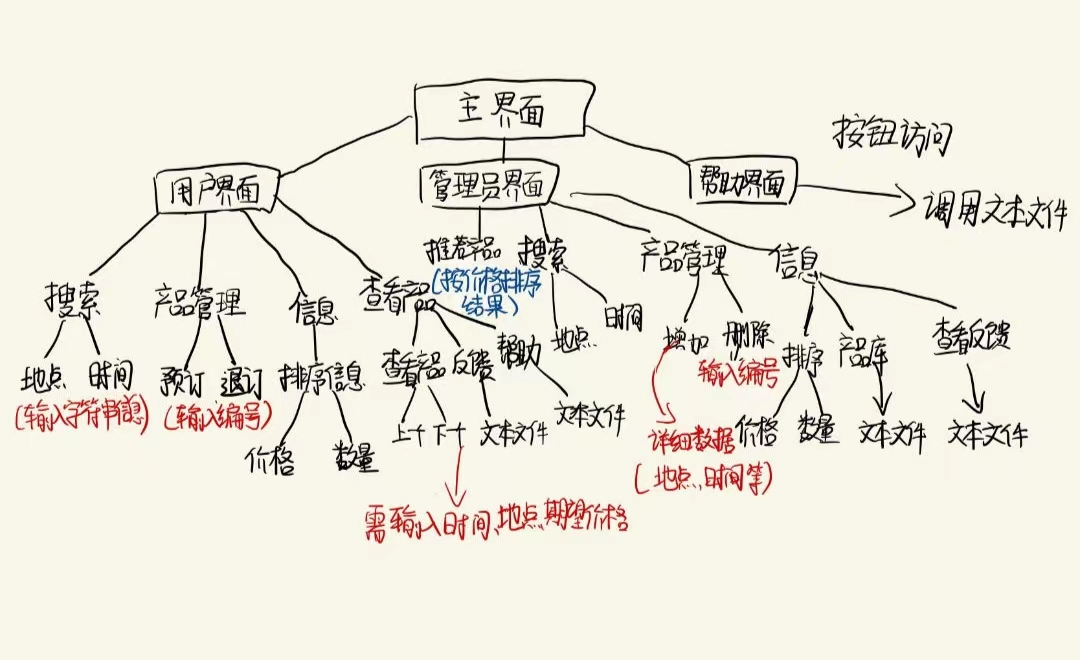 主界面
按钮访问
用户界面
管理员界面
帮助界面
调用文本文件
推荐产品
(按价格排序
结果)
搜索
产品管理
信息
搜索
产品管理
信息
查看产品
地点
时间
地点
时间
(输入字符串信息)
预订
退订
(输入编号)
排序信息
价格
数量
查看产品
反馈
帮助
上个
下个
文本文件
文本文件
需输入时间、地点、期望价格
增加
删除
输入编号
详细数据
(地点、时间等)
排序
产品库
查看反馈
价格
数量
文本文件
文本文件